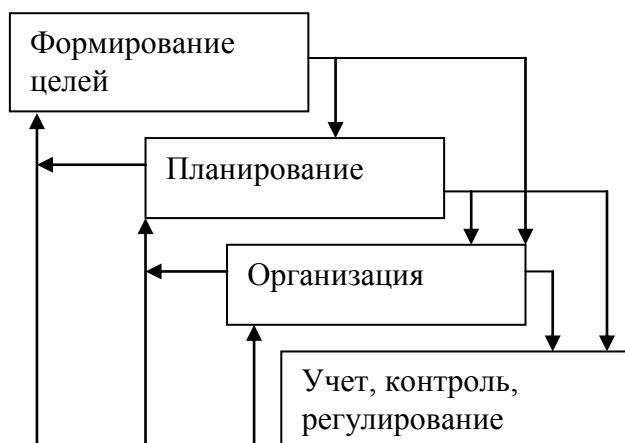 Формирование
целей
Планирование
Организация
Учет, контроль,
регулирование